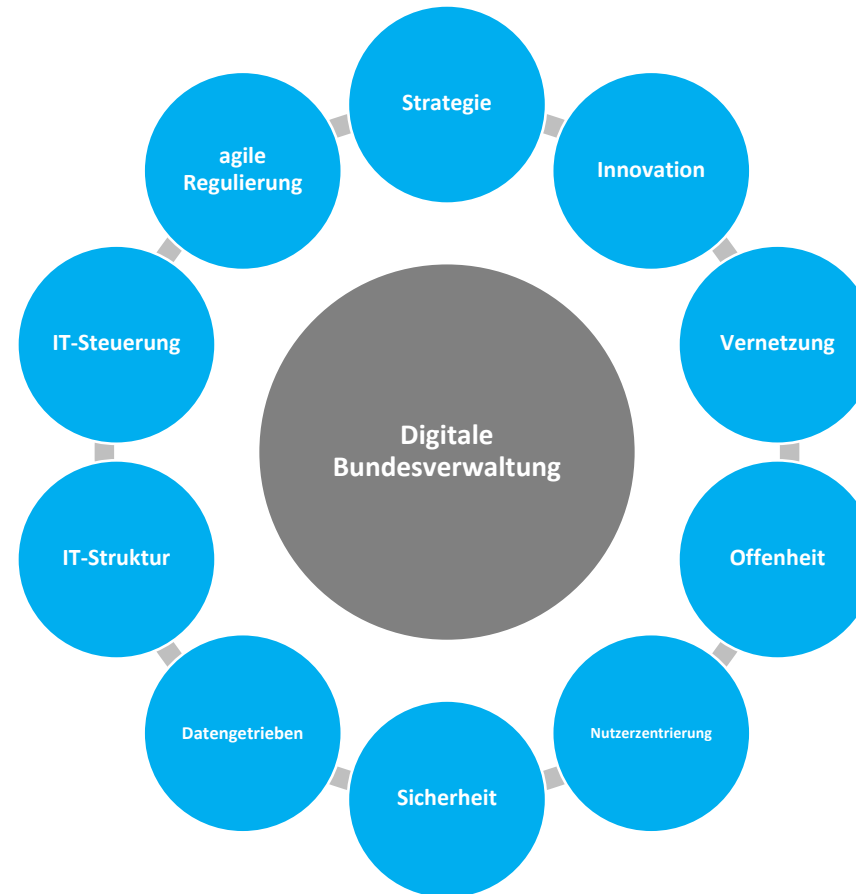 Strategie
Innovation
Vernetzung
Offenheit
Nutzerzentrierung
Sicherheit
Datengetrieben
IT-Struktur
IT-Steuerung
agile
Regulierung
Digitale
Bundesverwaltung